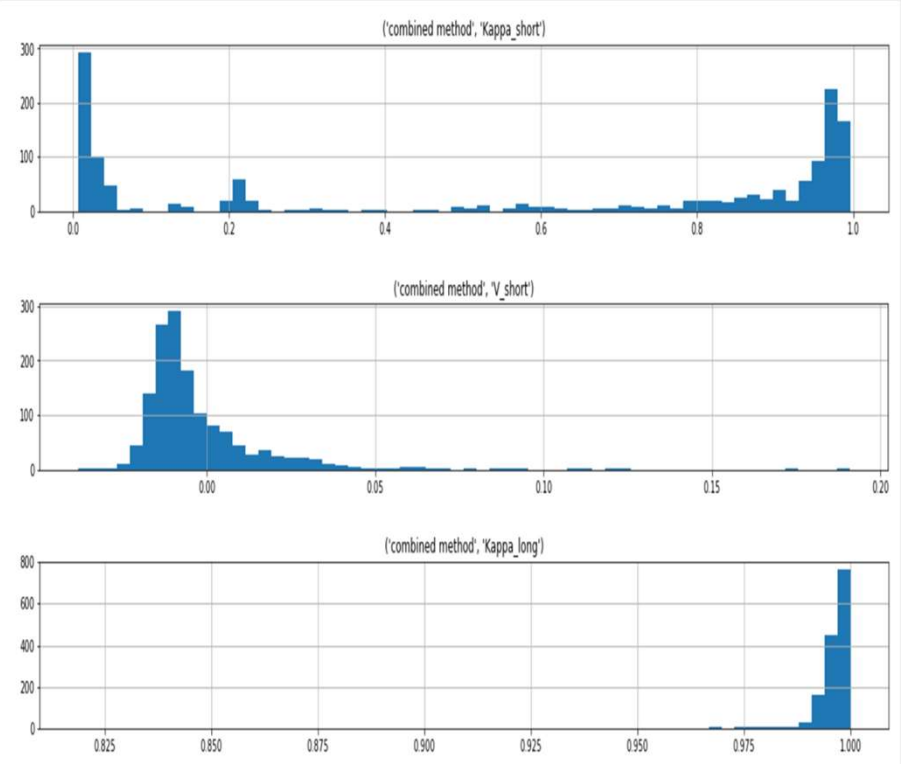 ('combined method', 'Kappa_short')
300
200
100
0
0.0 0.2 0.4 0.6 0.8 1.0
('combined method', 'V_short')
300
200
100
0
0.00 0.05 0.10 0.15 0.20
('combined method', 'Kappa_long')
800
600
400
200
0
0.825 0.850 0.875 0.900 0.925 0.950 0.975 1.000